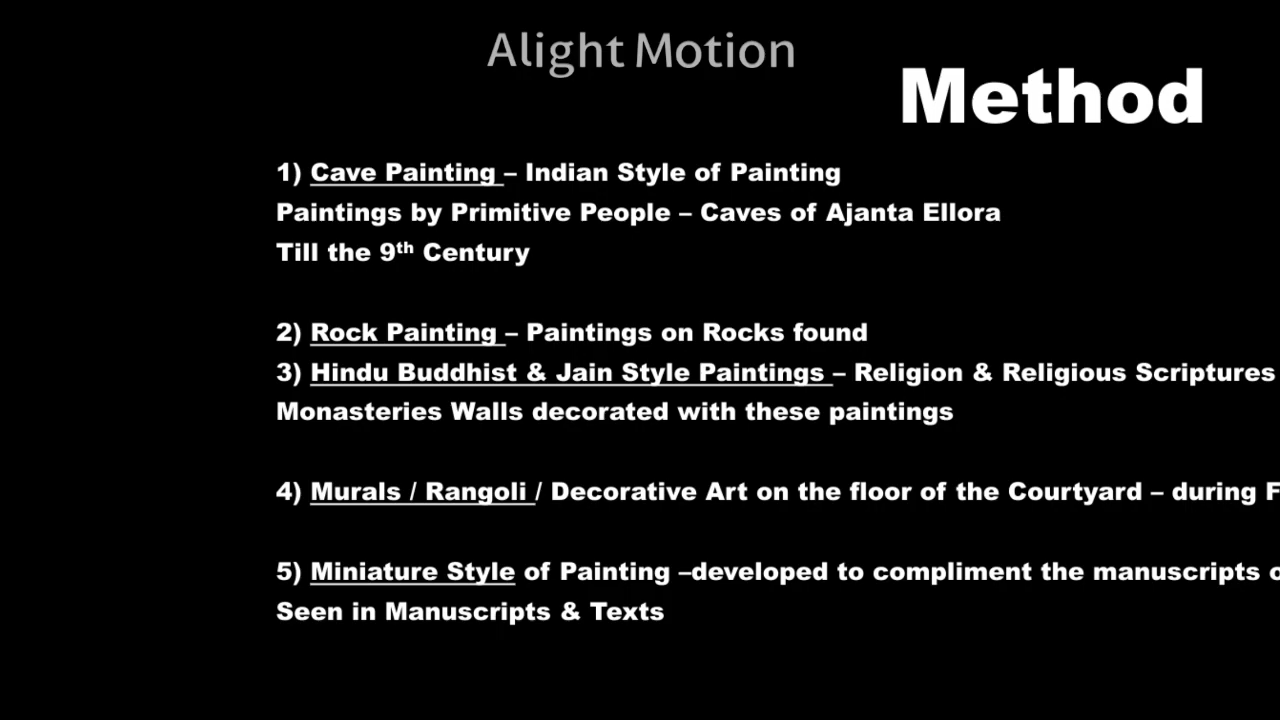 Alight Motion
Method
1) Cave Painting – Indian Style of Painting
Paintings by Primitive People – Caves of Ajanta Ellora
Till the 9th Century
2) Rock Painting – Paintings on Rocks found
3) Hindu Buddhist & Jain Style Paintings – Religion & Religious Scriptures
Monasteries Walls decorated with these paintings
4) Murals / Rangoli / Decorative Art on the floor of the Courtyard – during
5) Miniature Style of Painting –developed to compliment the manuscripts
Seen in Manuscripts & Texts